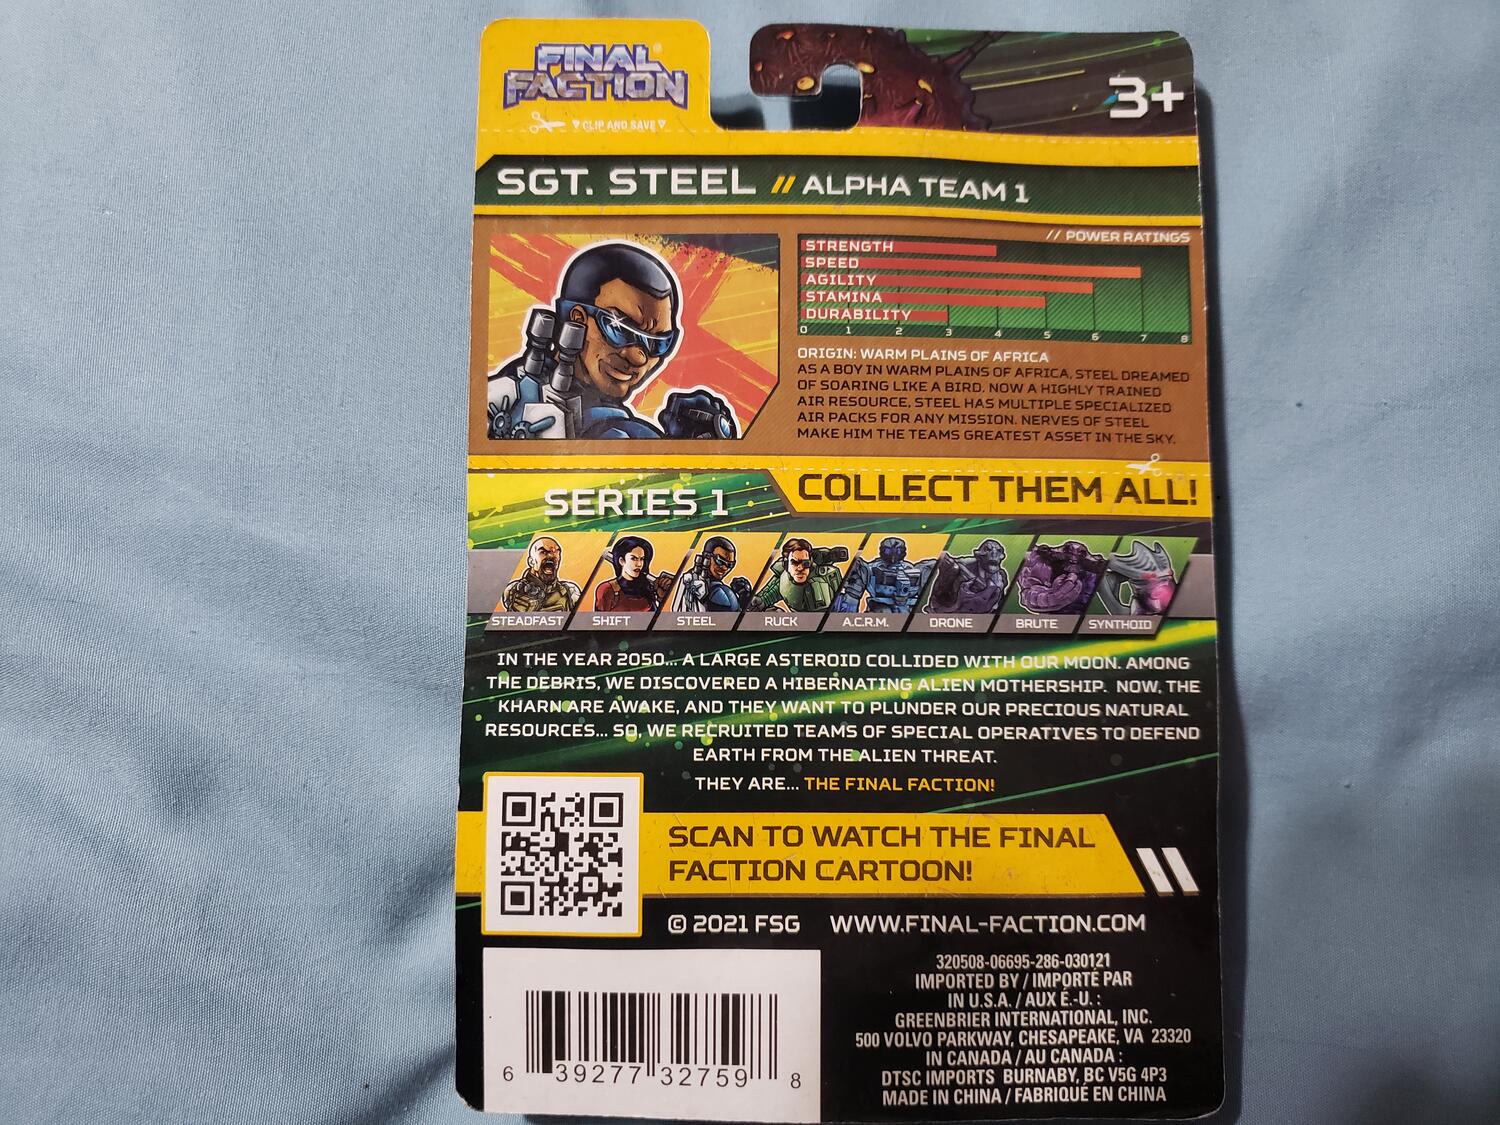 FINAL
FACTION
CLIP AND SAVE
3+
SGT. STEEL // ALPHA TEAM 1
// POWER RATINGS
STRENGTH
SPEED
AGILITY
STAMINA
DURABILITY
0 1 2 3 4 5 6 7 8
ORIGIN: WARM PLAINS OF AFRICA
AS A BOY IN WARM PLAINS OF AFRICA, STEEL DREAMED
OF SOARING LIKE A BIRD. NOW A HIGHLY TRAINED
AIR RESOURCE, STEEL HAS MULTIPLE SPECIALIZED
AIR PACKS FOR ANY MISSION. NERVES OF STEEL
MAKE HIM THE TEAMS GREATEST ASSET IN THE SKY.
SERIES 1
COLLECT THEM ALL!
STEADFAST SHIFT STEEL RUCK A.C.R.M. DRONE BRUTE SYNTHOID
IN THE YEAR 2050... A LARGE ASTEROID COLLIDED WITH OUR MOON. AMONG
THE DEBRIS, WE DISCOVERED A HIBERNATING ALIEN MOTHERSHIP. NOW, THE
KHARN ARE AWAKE, AND THEY WANT TO PLUNDER OUR PRECIOUS NATURAL
RESOURCES... SO, WE RECRUITED TEAMS OF SPECIAL OPERATIVES TO DEFEND
EARTH FROM THE ALIEN THREAT.
THEY ARE... THE FINAL FACTION!
SCAN TO WATCH THE FINAL
FACTION CARTOON!
© 2021 FSG WWW.FINAL-FACTION.COM
320508-06695-286-030121
IMPORTED BY / IMPORTÉ PAR
IN U.S.A. / AUX É.-U. :
GREENBRIER INTERNATIONAL, INC.
500 VOLVO PARKWAY, CHESAPEAKE, VA 23320
IN CANADA / AU CANADA :
DTSC IMPORTS BURNABY, BC V5G 4P3
MADE IN CHINA / FABRIQUÉ EN CHINA
6 39277 32759 8